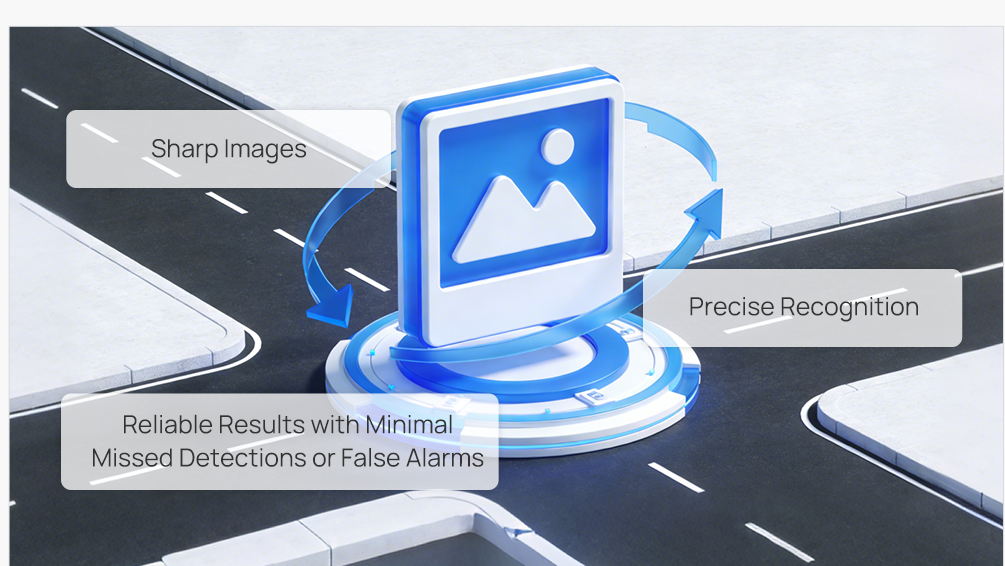 Sharp Images
Precise Recognition
Reliable Results with Minimal
Missed Detections or False Alarms